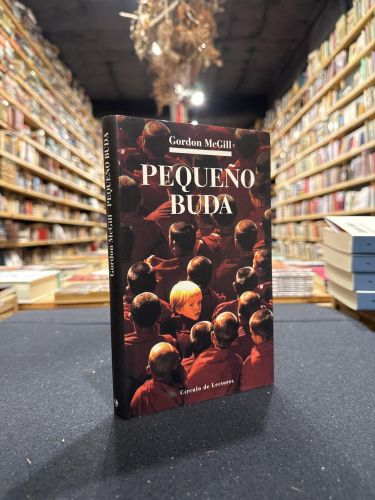 Gordon McGill
PEQUEÑO
BUDA
Círculo de Lectores
Gordon McGill PEQUEÑO BUDA